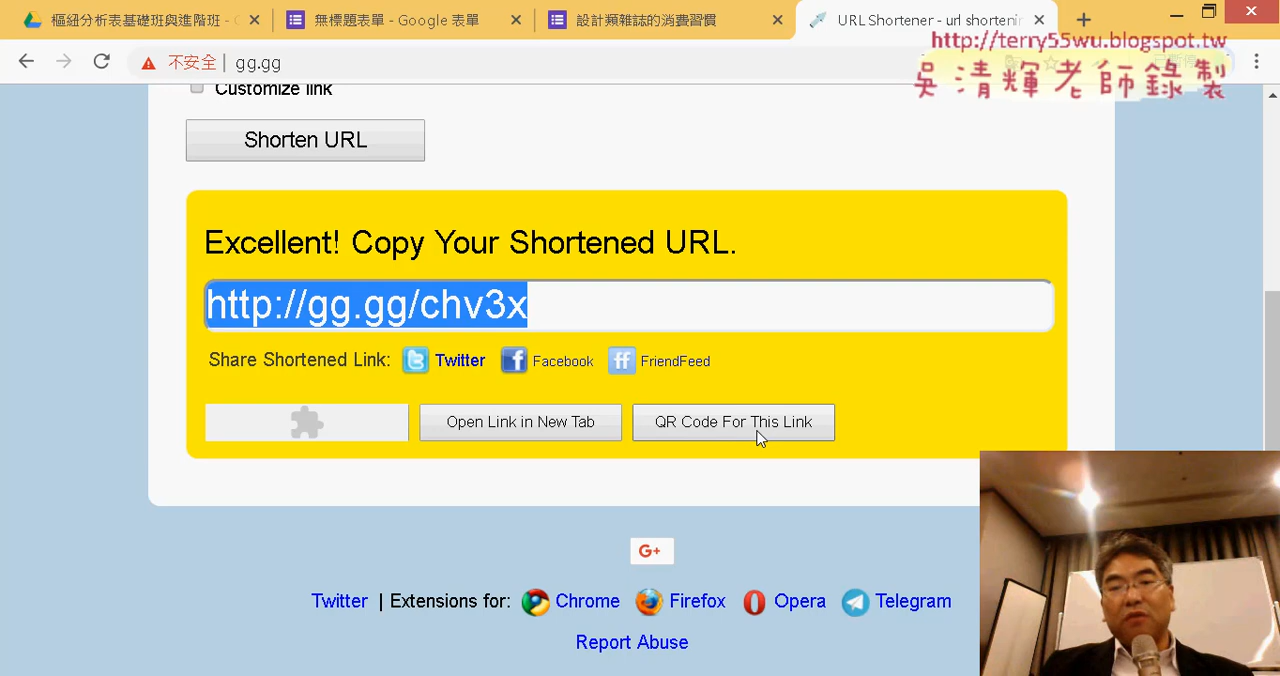 樞紐分析表基礎班與進階班 -
無標題表單 - Google 表單
設計類雜誌的消費習慣
URL Shortener - url shortenin
http://terry55wu.blogspot.tw
不安全 | gg.gg
吳清輝老師錄製
Customize link
Shorten URL
Excellent! Copy Your Shortened URL.
http://gg.gg/chv3x
Share Shortened Link: Twitter Facebook FriendFeed
Open Link in New Tab
QR Code For This Link
G+
Twitter | Extensions for: Chrome Firefox Opera Telegram
Report Abuse